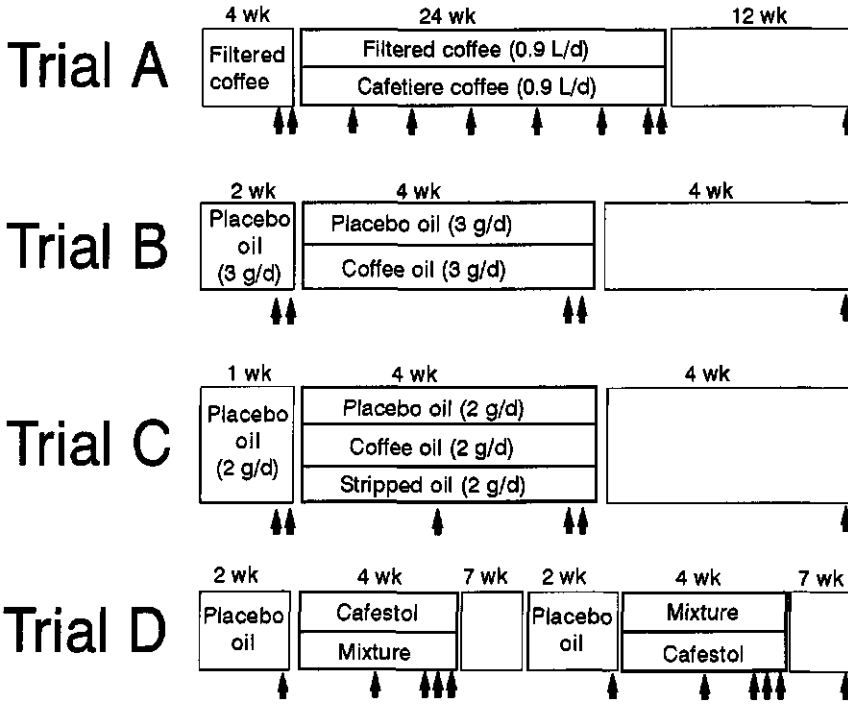 4 wk 24 wk 12 wk
Trial A
Filtered
coffee
Filtered coffee (0.9 L/d)
Cafetiere coffee (0.9 L/d)
2 wk 4 wk 4 wk
Trial B
Placebo
oil
(3 g/d)
Placebo oil (3 g/d)
Coffee oil (3 g/d)
1 wk 4 wk 4 wk
Trial C
Placebo
oil
(2 g/d)
Placebo oil (2 g/d)
Coffee oil (2 g/d)
Stripped oil (2 g/d)
2 wk 4 wk 7 wk 2 wk 4 wk 7 wk
Trial D
Placebo
oil
Cafestol
Mixture
Placebo
oil
Mixture
Cafestol